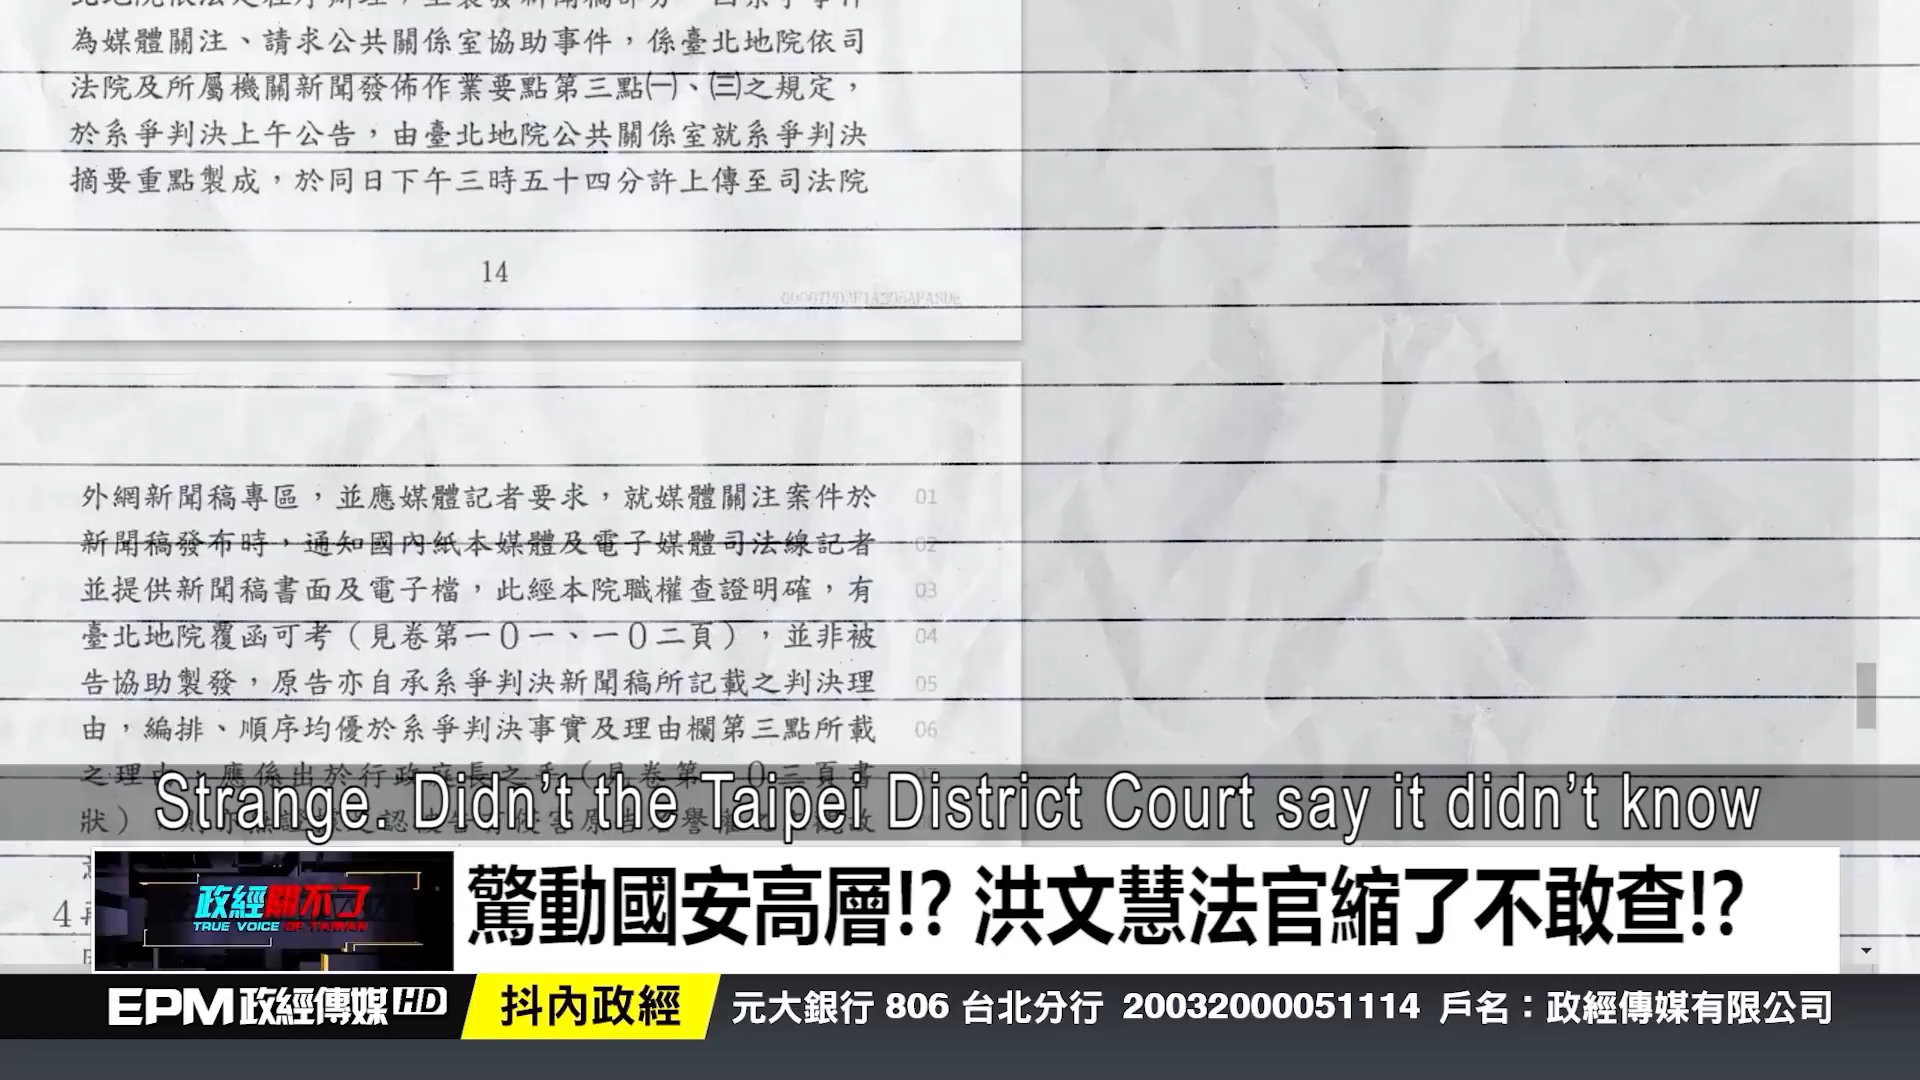 為媒體關注、請求公共關係室協助事件，係臺北地院依司
法院及所屬機關新聞發佈作業要點第三點㈠、㈢之規定，
於系爭判決上午公告，由臺北地院公共關係室就系爭判決
摘要重點製成，於同日下午三時五十四分許上傳至司法院
14
外網新聞稿專區，並應媒體記者要求，就媒體關注案件於 01
新聞稿發布時，通知國內紙本媒體及電子媒體司法線記者 02
並提供新聞稿書面及電子檔，此經本院職權查證明確，有 03
臺北地院覆函可考（見卷第一０一、一０二頁），並非被 04
告協助製發，原告亦自承系爭判決新聞稿所記載之判決理 05
由，編排、順序均優於系爭判決事實及理由欄第三點所載 06
Strange. Didn't the Taipei District Court say it didn't know
政經關不了
TRUE VOICE OF TAIWAN
驚動國安高層!? 洪文慧法官縮了不敢查!?
EPM政經傳媒HD 抖內政經 元大銀行 806 台北分行 20032000051114 戶名：政經傳媒有限公司